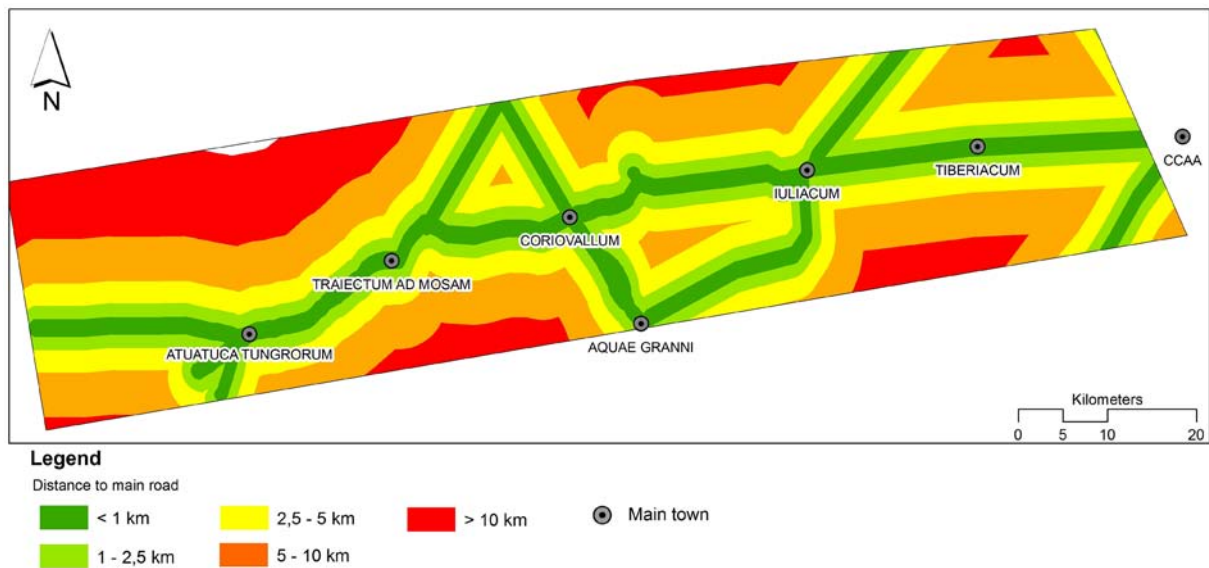 N
CCAA
TIBERIACUM
IULIACUM
CORIOVALLUM
TRAIECTUM AD MOSAM
AQUAE GRANNI
ATUATUCA TUNGRORUM
Kilometers
0 5 10 20
Legend
Distance to main road
< 1 km
2,5 - 5 km
> 10 km
Main town
1 - 2,5 km
5 - 10 km